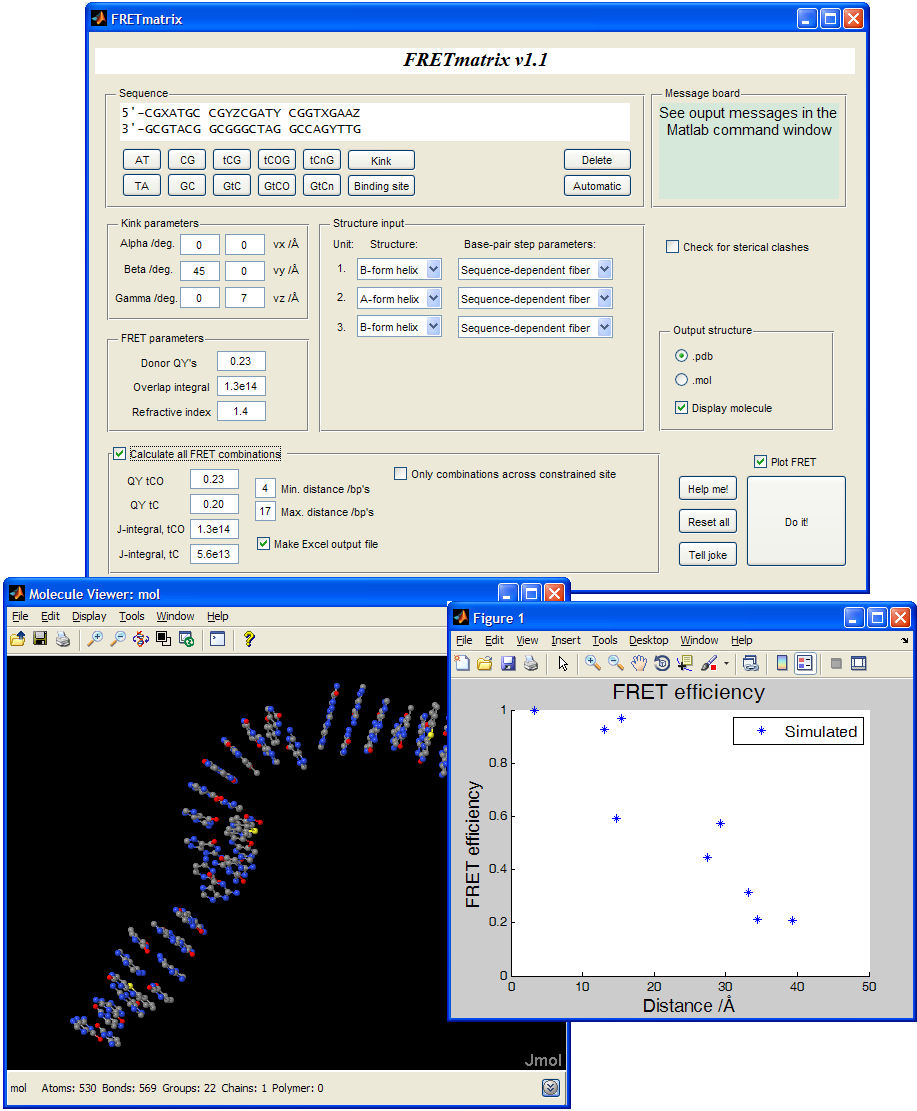 FRETmatrix
FRETmatrix v1.1
Sequence
5'-CGXATGC CGYZCGATY CGGTXGAAZ
3'-GCGTACG GCGGGCTAG GCCAGYTTG
AT CG tCG tCOG tCnG Kink Delete
TA GC GtC GtCO GtCn Binding site Automatic
Message board
See ouput messages in the
Matlab command window
Kink parameters
Alpha /deg. 0 0 vx /Å
Beta /deg. 45 0 vy /Å
Gamma /deg. 0 7 vz /Å
FRET parameters
Donor QY's 0.23
Overlap integral 1.3e14
Refractive index 1.4
Structure input
Unit: Structure: Base-pair step parameters:
1. B-form helix Sequence-dependent fiber
2. A-form helix Sequence-dependent fiber
3. B-form helix Sequence-dependent fiber
Check for sterical clashes
Output structure
.pdb
.mol
Display molecule
Calculate all FRET combinations
QY tCO 0.23
QY tC 0.20
J-integral, tCO 1.3e14
J-integral, tC 5.6e13
4 Min. distance /bp's
17 Max. distance /bp's
Make Excel output file
Only combinations across constrained site
Plot FRET
Help me!
Reset all
Tell joke
Do it!
Molecule Viewer: mol
File Edit Display Tools Window Help
Jmol
mol Atoms: 530 Bonds: 569 Groups: 22 Chains: 1 Polymer: 0
Figure 1
File Edit View Insert Tools Desktop Window Help
FRET efficiency
Simulated
FRET efficiency
1
0.8
0.6
0.4
0.2
0
0 10 20 30 40 50
Distance /Å